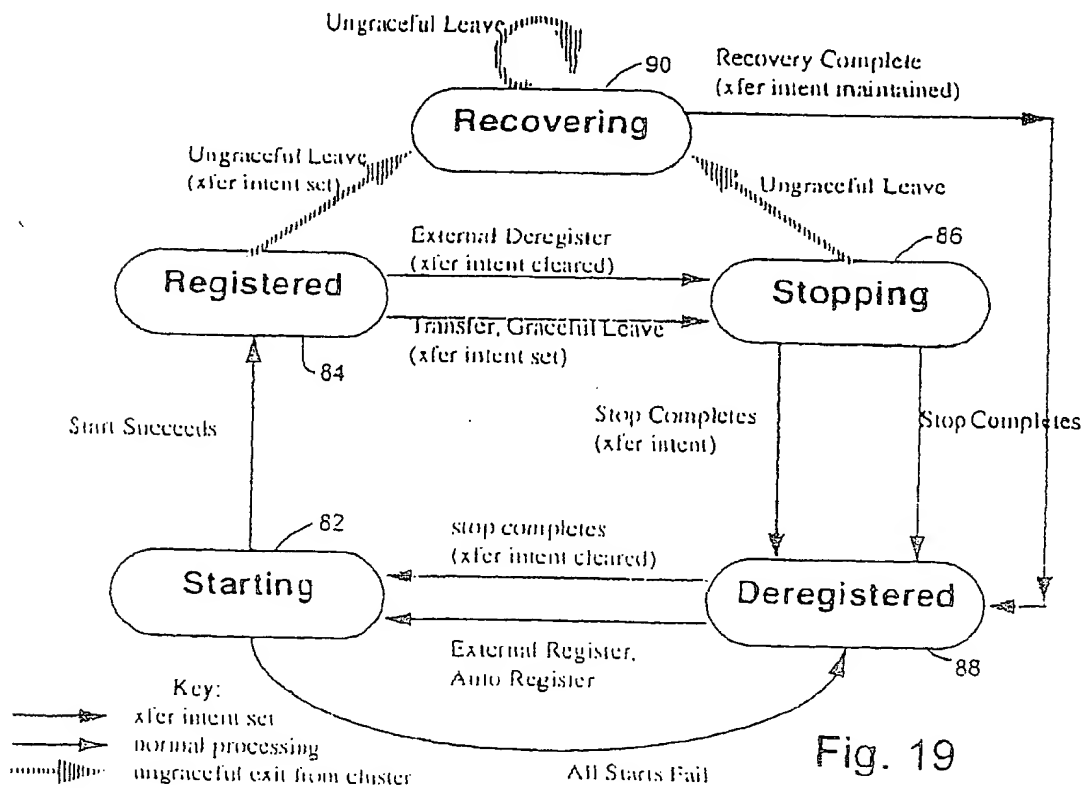 Ungraceful Leave
90
Recovery Complete
(xfer intent maintained)
Recovering
Ungraceful Leave
(xfer intent set)
Ungraceful Leave
External Deregister
(xfer intent cleared)
86
Registered
Stopping
Transfer, Graceful Leave
(xfer intent set)
84
Start Succeeds
Stop Completes
(xfer intent)
Stop Completes
82
stop completes
(xfer intent cleared)
Starting
Deregistered
External Register,
Auto Register
88
Key:
xfer intent set
normal processing
ungraceful exit from cluster
All Starts Fail
Fig. 19